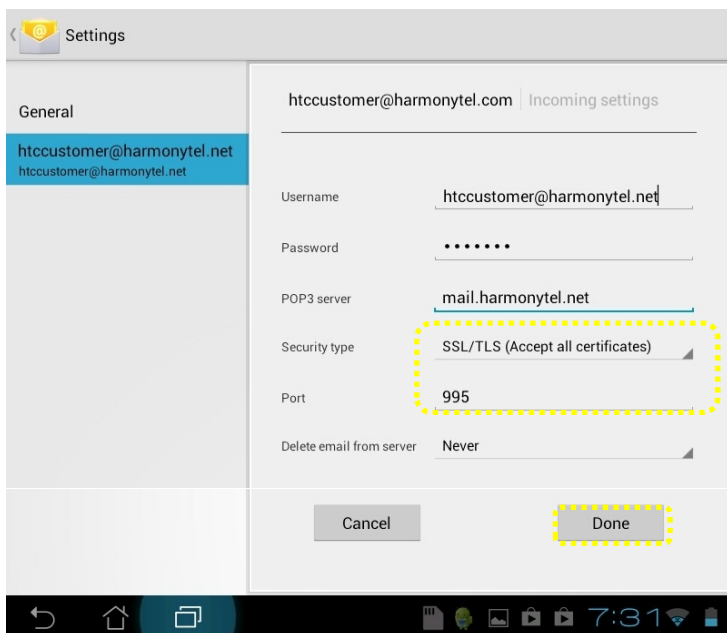 Settings
General
htccustomer@harmonytel.net
htccustomer@harmonytel.net
htccustomer@harmonytel.com Incoming settings
Username htccustomer@harmonytel.net
Password •••••••
POP3 server mail.harmonytel.net
Security type SSL/TLS (Accept all certificates)
Port 995
Delete email from server Never
Cancel Done
7:31